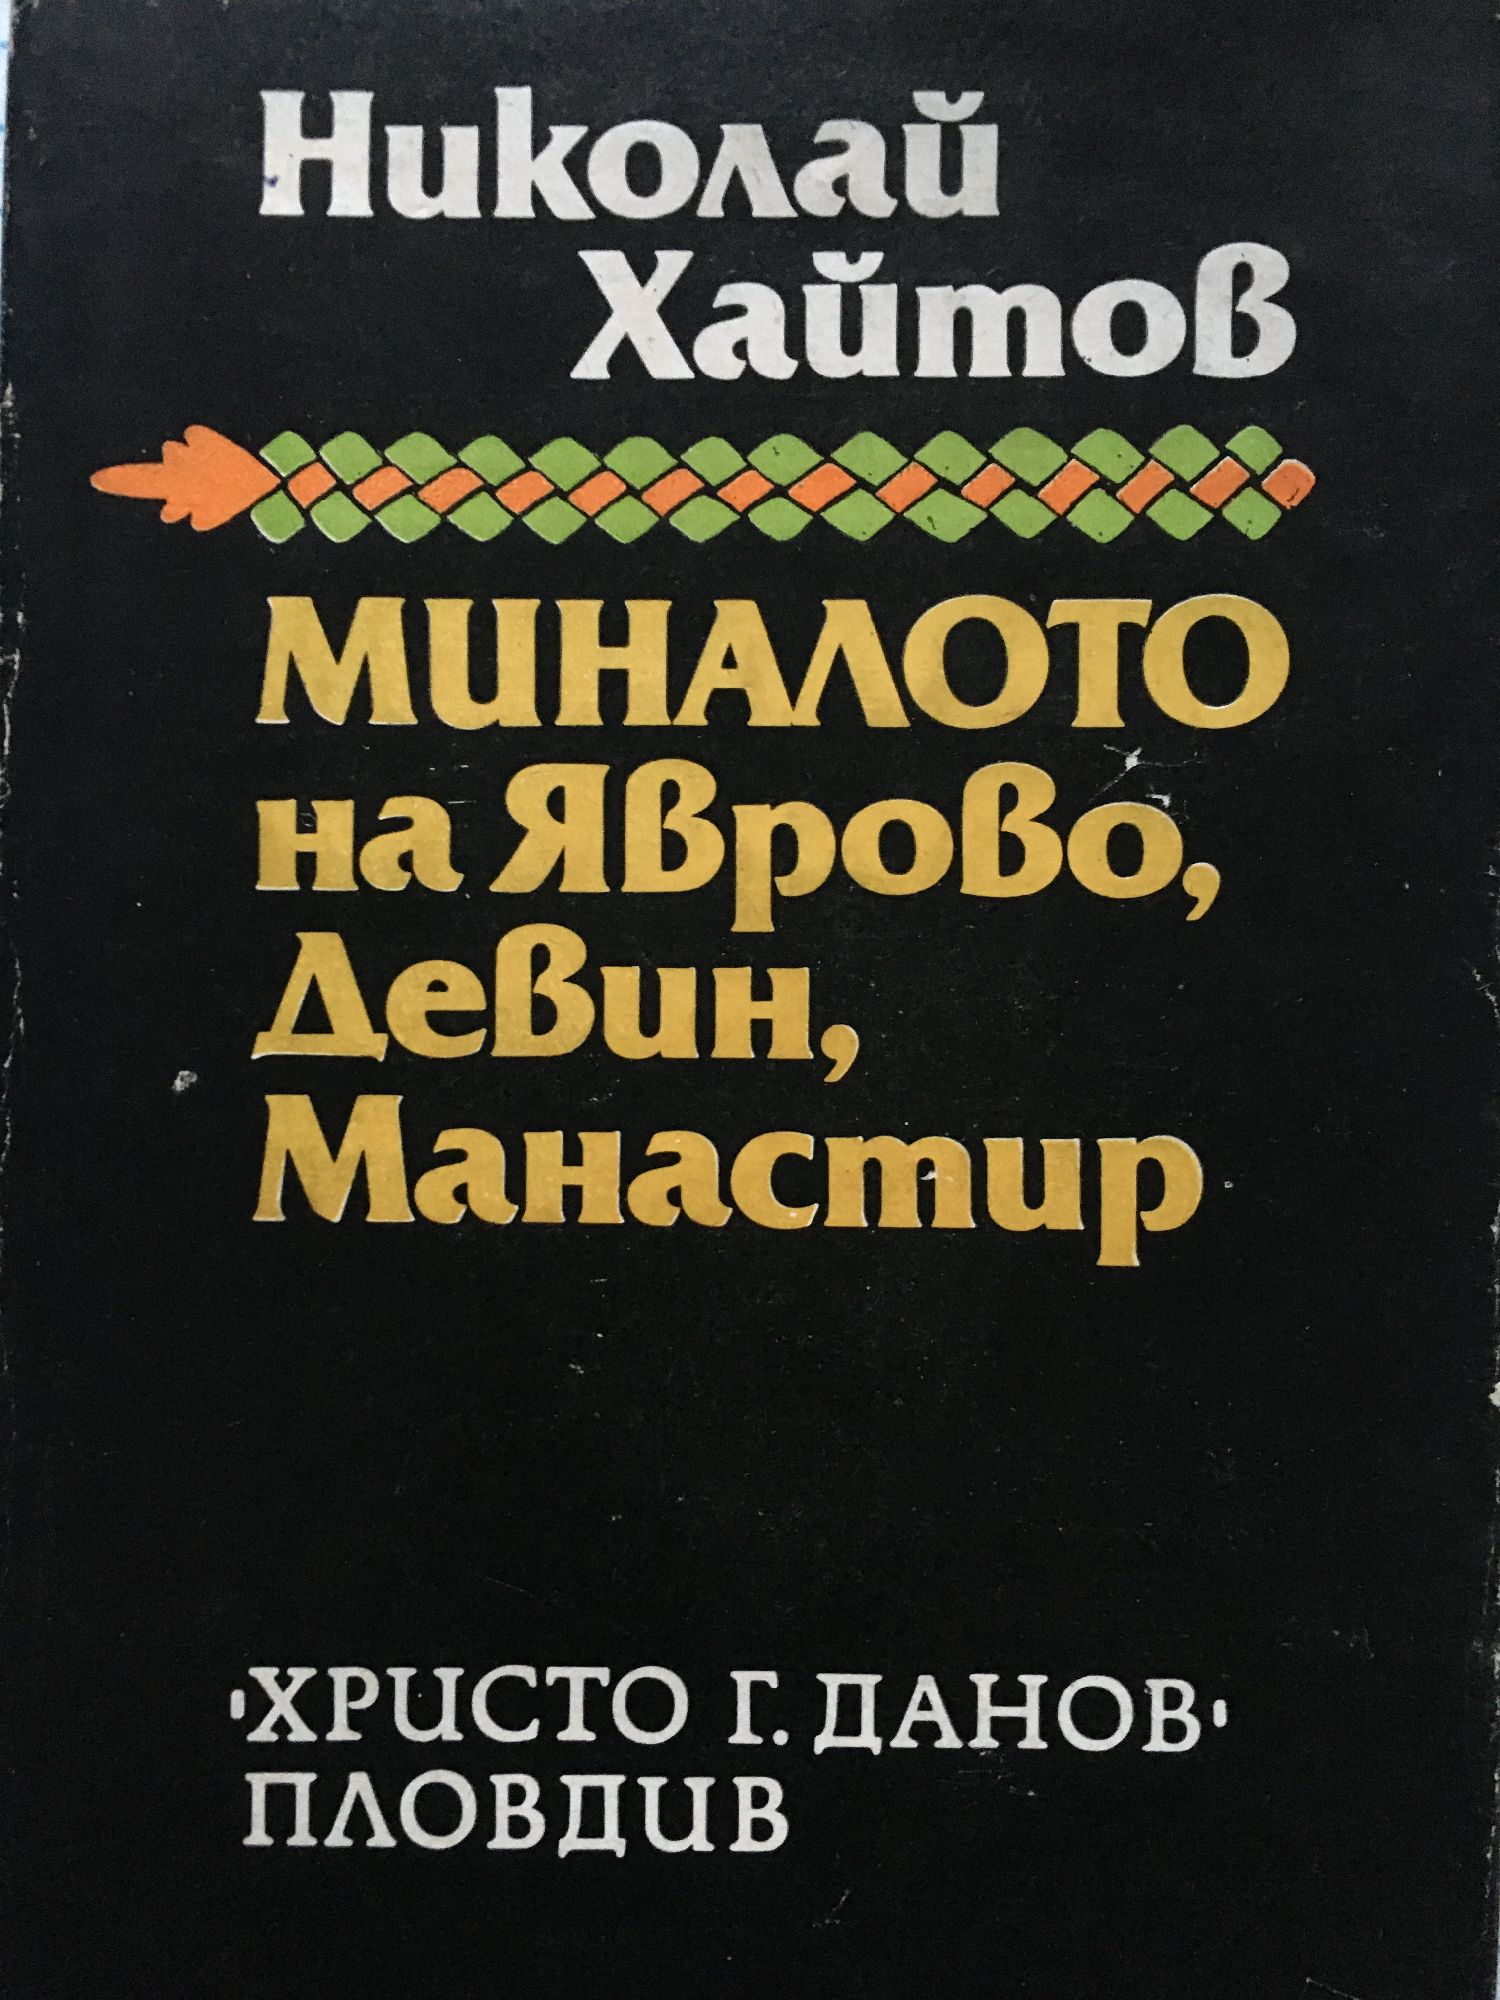 Николай
Хайтов
МИНАЛОТО
на Яврово,
Девин,
Манастир
'ХРИСТО Г. ДАНОВ'
ПЛОВДИВ